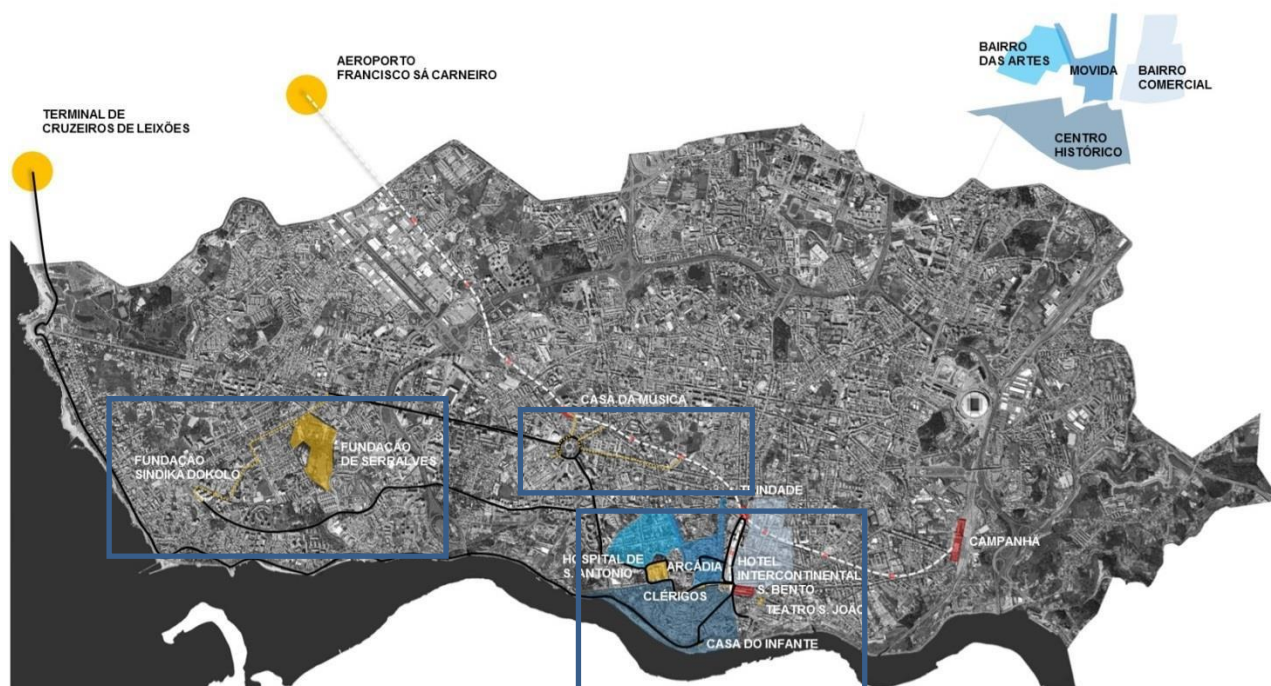 AEROPORTO
FRANCISCO SÁ CARNEIRO
TERMINAL DE
CRUZEIROS DE LEIXÕES
BAIRRO
DAS ARTES
MOVIDA
BAIRRO
COMERCIAL
CENTRO
HISTÓRICO
CASA DA MÚSICA
FUNDAÇÃO
SINDIKA DOKOLO
FUNDAÇÃO
DE SERRALVES
TRINDADE
CAMPANHÃ
HOSPITAL DE
S. ANTONIO
ARCÁDIA
HOTEL
INTERCONTINENTAL
S. BENTO
CLÉRIGOS
TEATRO S. JOÃO
CASA DO INFANTE